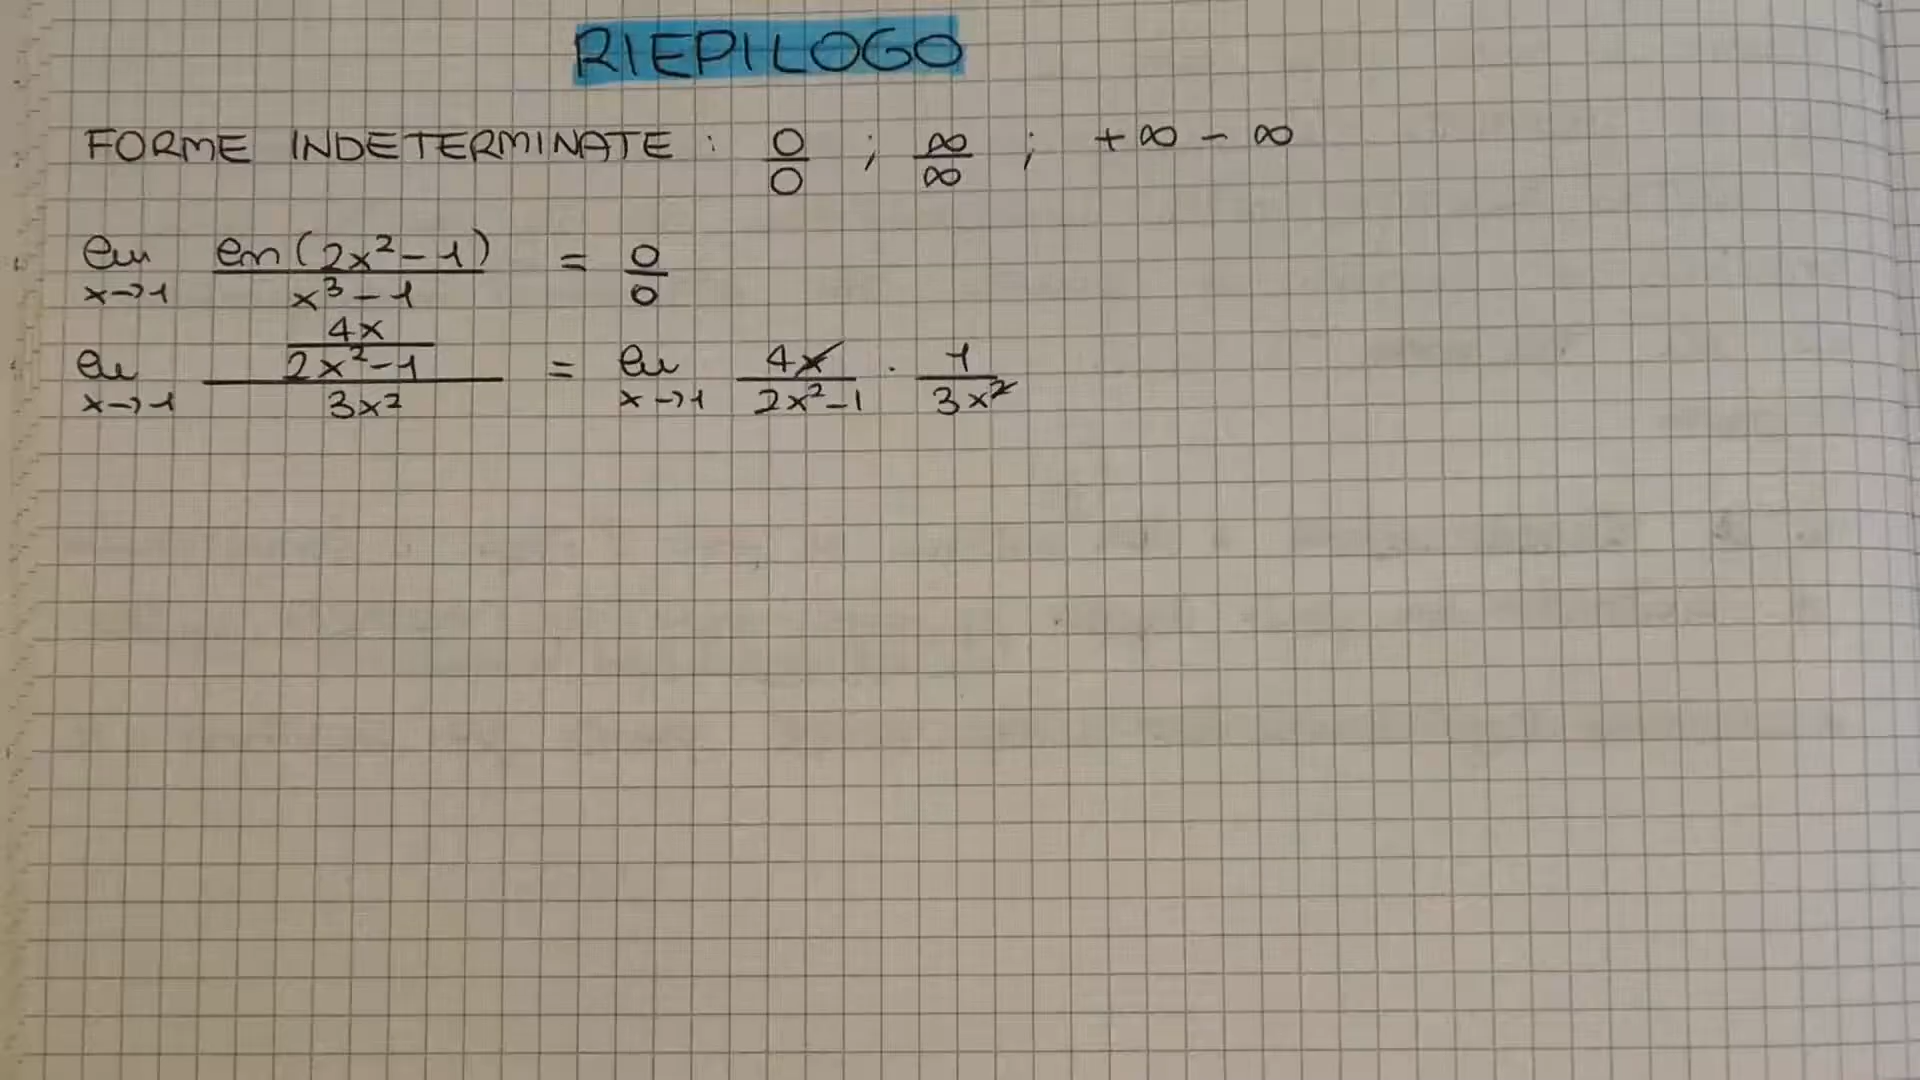 RIEPILOGO
FORME INDETERMINATE : 0/0 ; ∞/∞ ; +∞ - ∞
lim x→1 ln(2x²-1)/(x³-1) = 0/0
lim x→1 (4x/(2x²-1))/(3x²) = lim x→1 4x/(2x²-1) · 1/(3x²)